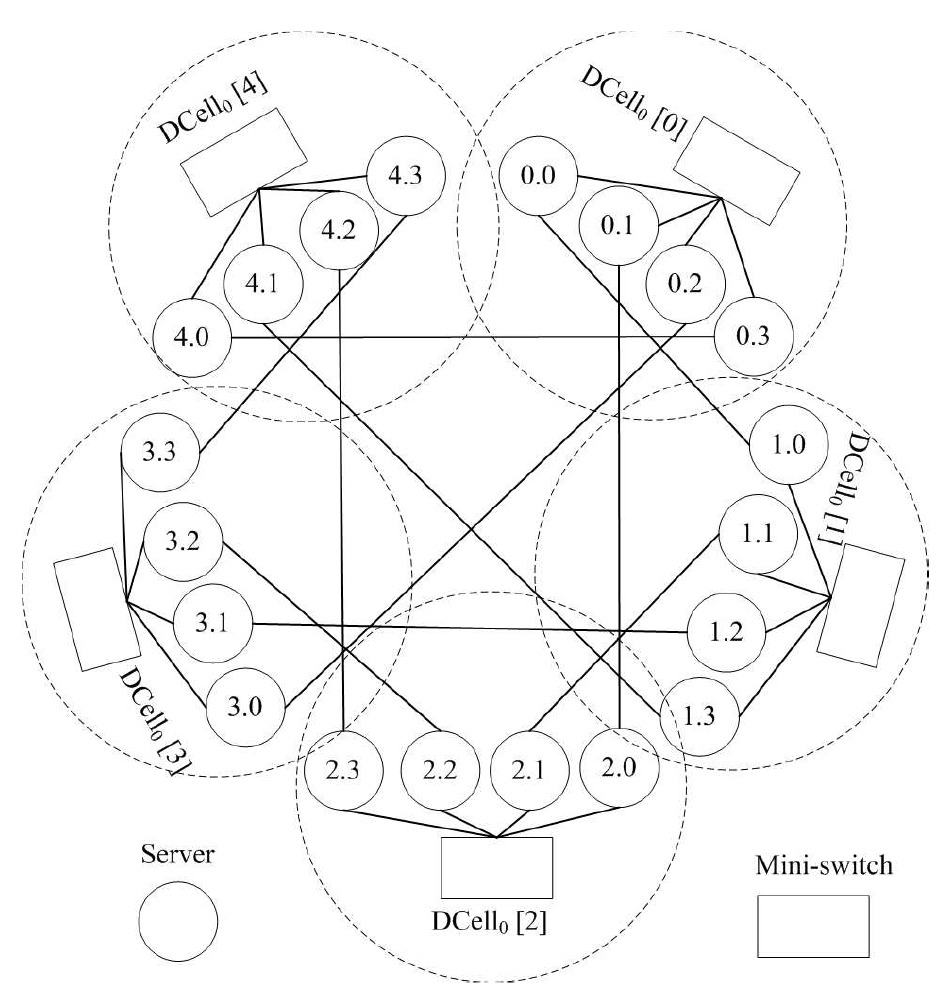 DCell₀ [4]
DCell₀ [0]
4.3
0.0
4.2
0.1
4.1
0.2
4.0
0.3
3.3
1.0
DCell₀ [1]
3.2
1.1
3.1
1.2
3.0
1.3
DCell₀ [3]
2.3
2.2
2.1
2.0
Server
Mini-switch
DCell₀ [2]